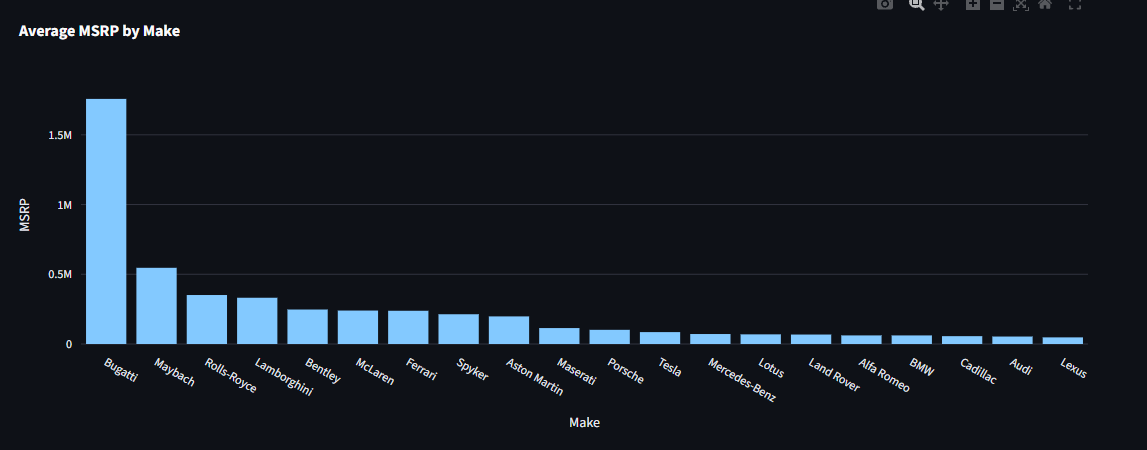 Average MSRP by Make
1.5M
1M
0.5M
0
MSRP
Bugatti
Maybach
Rolls-Royce
Lamborghini
Bentley
McLaren
Ferrari
Spyker
Aston Martin
Maserati
Porsche
Tesla
Mercedes-Benz
Lotus
Land Rover
Alfa Romeo
BMW
Cadillac
Audi
Lexus
Make